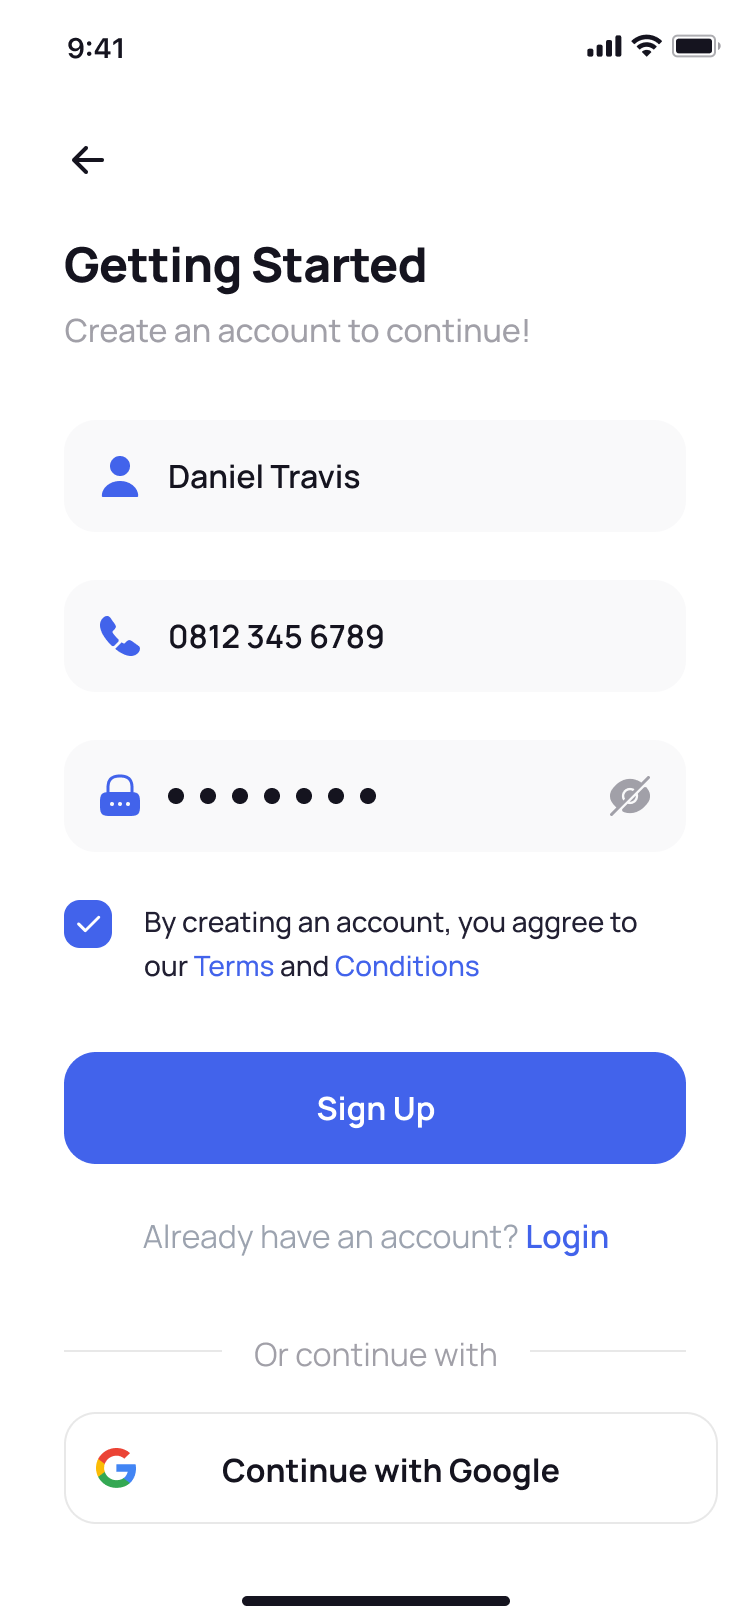 9:41
Getting Started
Create an account to continue!
Daniel Travis
0812 345 6789
By creating an account, you aggree to
our Terms and Conditions
Sign Up
Already have an account? Login
Or continue with
Continue with Google